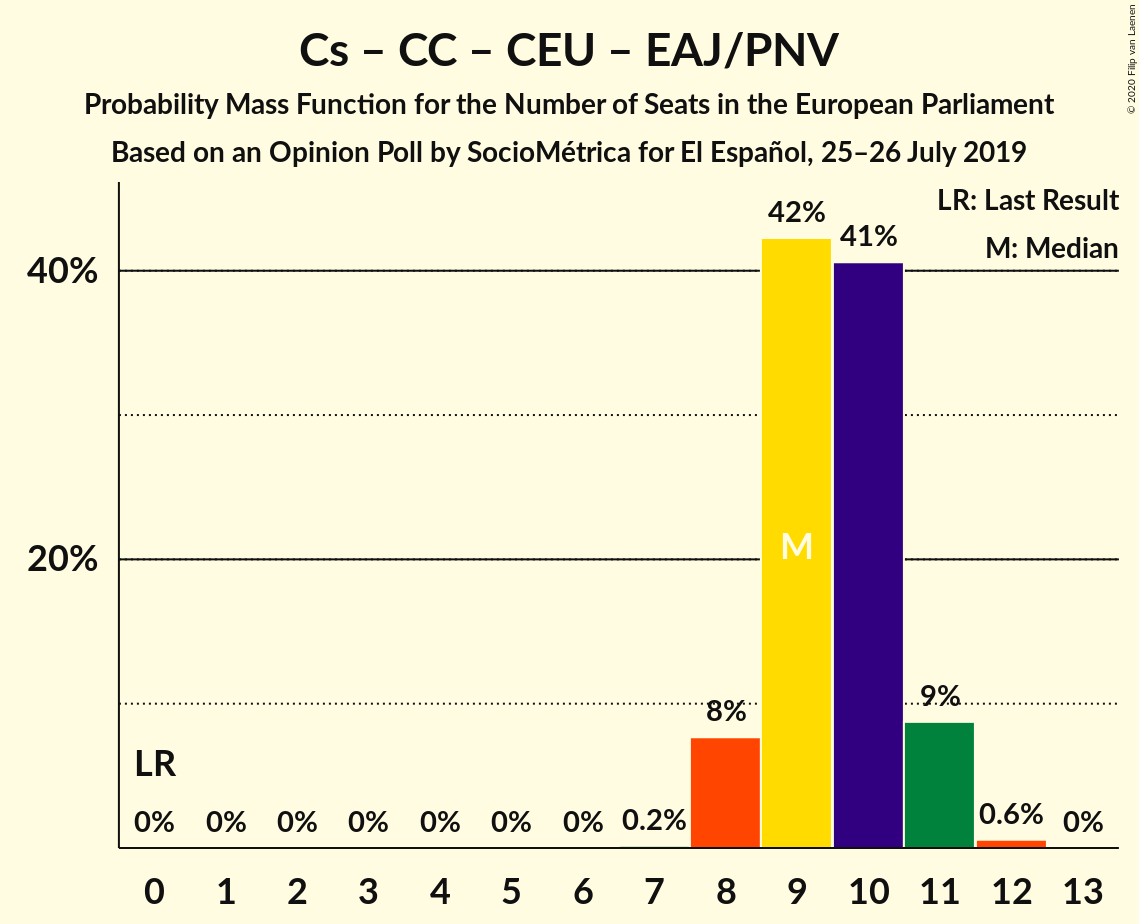 Cs – CC – CEU – EAJ/PNV
Probability Mass Function for the Number of Seats in the European Parliament
Based on an Opinion Poll by SocioMétrica for El Español, 25–26 July 2019
© 2020 Filip van Laenen
LR: Last Result
M: Median
40%
20%
42%
41%
M
8%
9%
LR
0%
0%
0%
0%
0%
0%
0%
0.2%
0.6%
0%
0 1 2 3 4 5 6 7 8 9 10 11 12 13